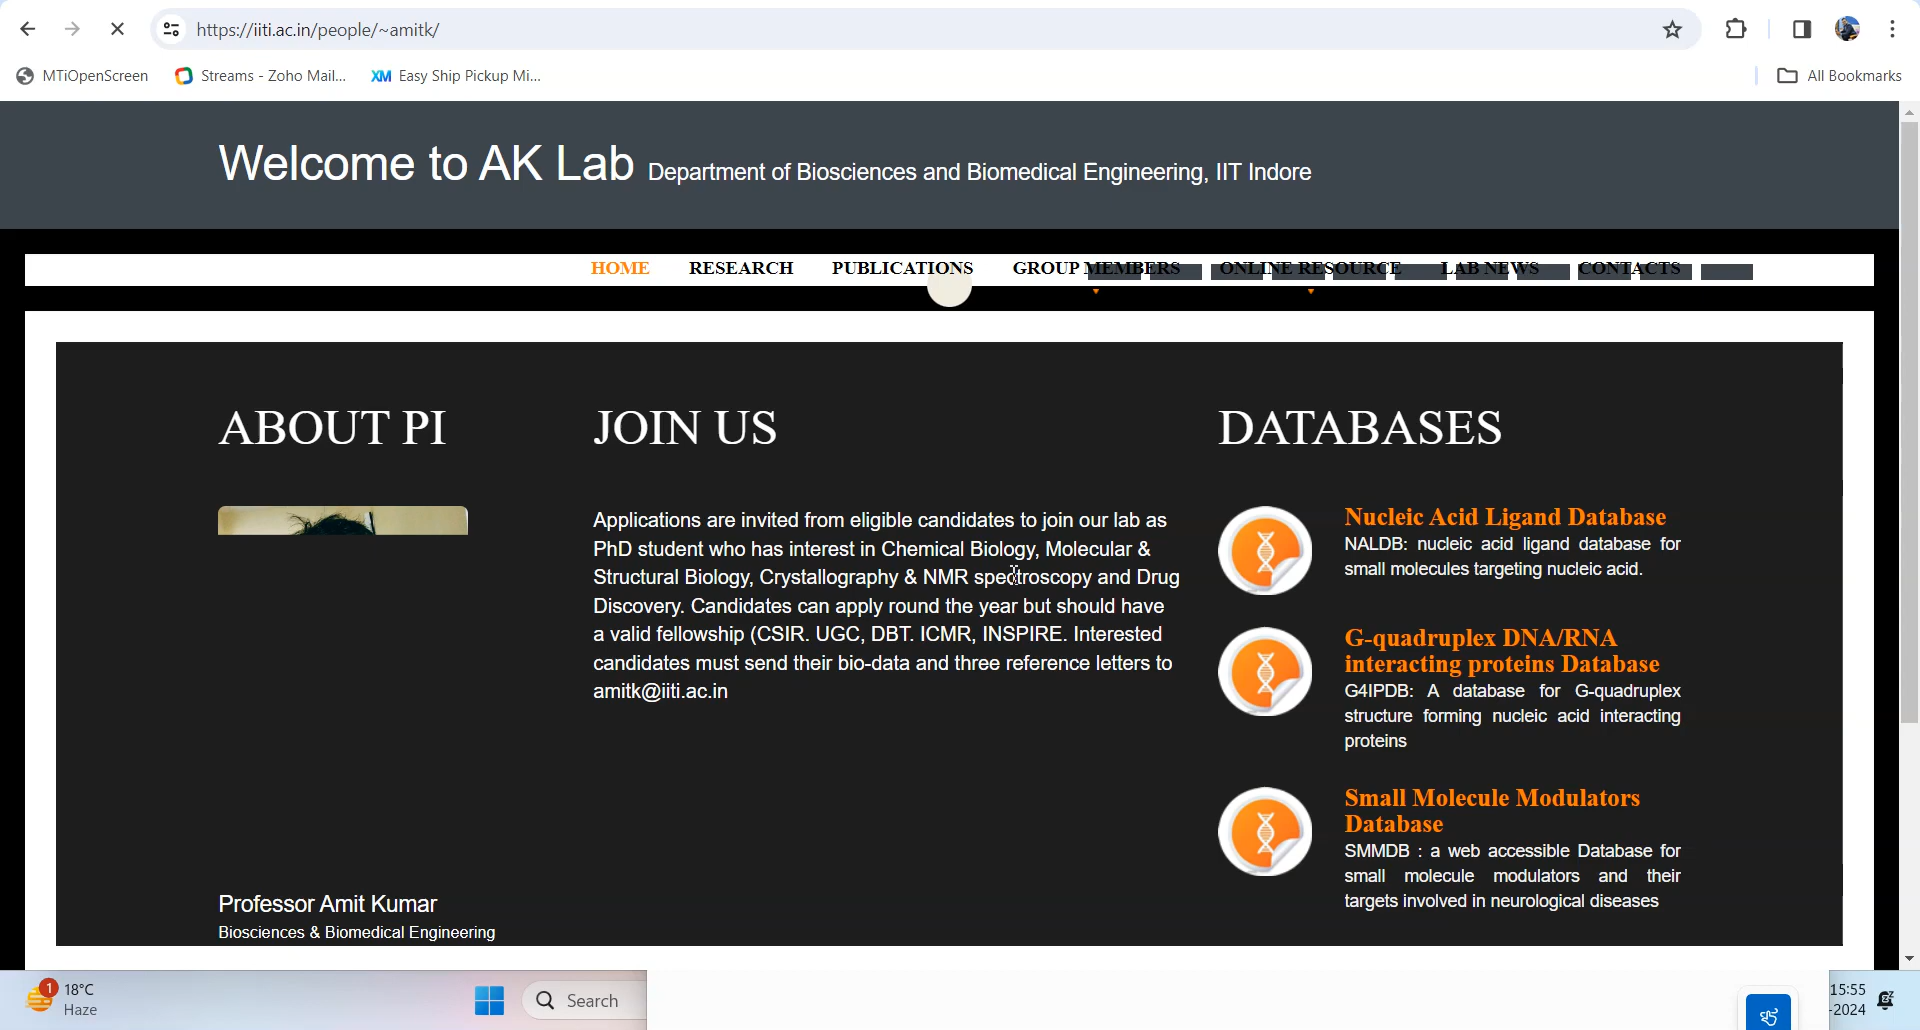 https://iiti.ac.in/people/~amitk/
MTiOpenScreen
Streams - Zoho Mail...
XM Easy Ship Pickup Mi...
All Bookmarks
Welcome to AK Lab Department of Biosciences and Biomedical Engineering, IIT Indore
HOME RESEARCH PUBLICATIONS GROUP MEMBERS ONLINE RESOURCE LAB NEWS CONTACTS
ABOUT PI
Professor Amit Kumar
Biosciences & Biomedical Engineering
JOIN US
Applications are invited from eligible candidates to join our lab as
PhD student who has interest in Chemical Biology, Molecular &
Structural Biology, Crystallography & NMR spectroscopy and Drug
Discovery. Candidates can apply round the year but should have
a valid fellowship (CSIR. UGC, DBT. ICMR, INSPIRE. Interested
candidates must send their bio-data and three reference letters to
amitk@iiti.ac.in
DATABASES
Nucleic Acid Ligand Database
NALDB: nucleic acid ligand database for
small molecules targeting nucleic acid.
G-quadruplex DNA/RNA
interacting proteins Database
G4IPDB: A database for G-quadruplex
structure forming nucleic acid interacting
proteins
Small Molecule Modulators
Database
SMMDB : a web accessible Database for
small molecule modulators and their
targets involved in neurological diseases
1
18°C
Haze
Search
15:55
-2024